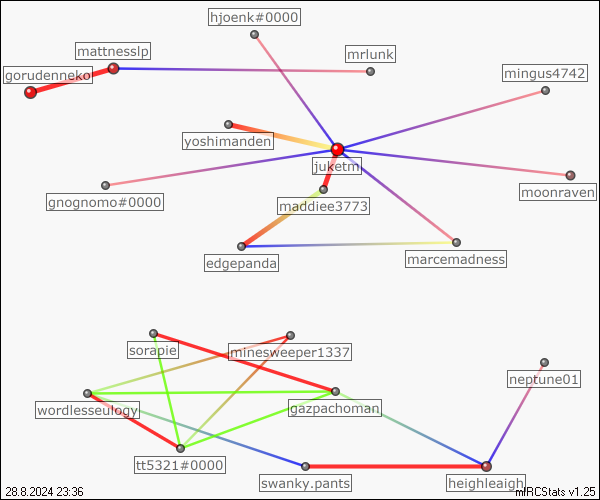 hjoenk#0000
mattnesslp
mrlunk
gorudenneko
mingus4742
yoshimanden
juketm
moonraven
gnognomo#0000
maddiee3773
marcemadness
edgepanda
sorapie
minesweeper1337
neptune01
wordlesseulogy
gazpachoman
tt5321#0000
swanky.pants
heighleaigh
28.8.2024 23:36
mIRCStats v1.25